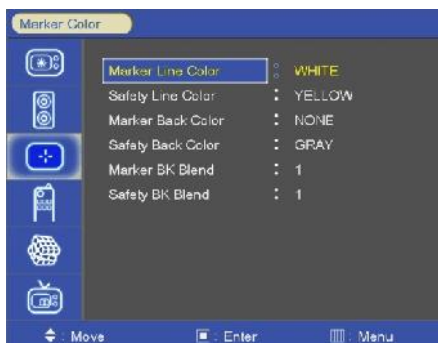 Marker Color
Marker Line Color : WHITE
Safety Line Color : YELLOW
Marker Back Color : NONE
Safety Back Color : GRAY
Marker BK Blend : 1
Safety BK Blend : 1
: Move : Enter : Menu